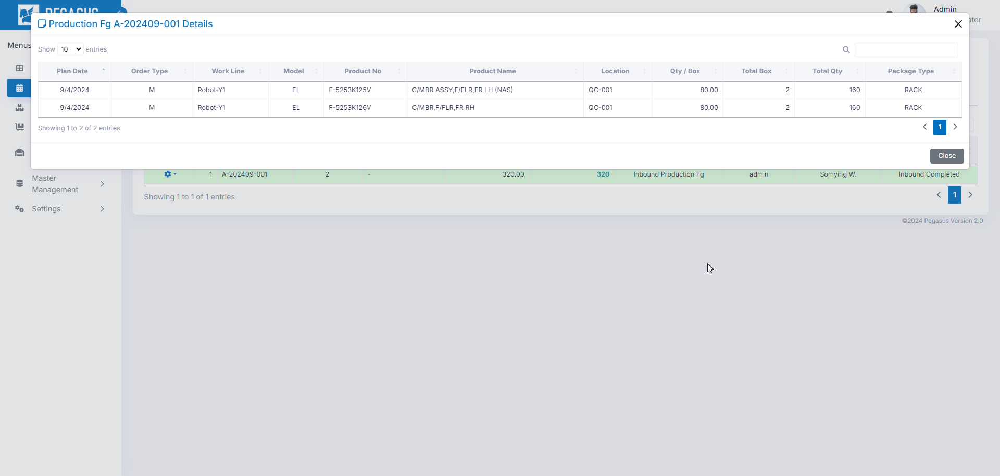 PEGASUS
Admin
ator
Production Fg A-202409-001 Details
Menus
Show 10 entries
Plan Date Order Type Work Line Model Product No Product Name Location Qty / Box Total Box Total Qty Package Type
9/4/2024 M Robot-Y1 EL F-5253K125V C/MBR ASSY,F/FLR,FR LH (NAS) QC-001 80.00 2 160 RACK
9/4/2024 M Robot-Y1 EL F-5253K126V C/MBR,F/FLR,FR RH QC-001 80.00 2 160 RACK
Showing 1 to 2 of 2 entries
1
Close
1 A-202409-001 2 - 320.00 320 Inbound Production Fg admin Somying W. Inbound Completed
Master
Management
Showing 1 to 1 of 1 entries
1
Settings
©2024 Pegasus Version 2.0